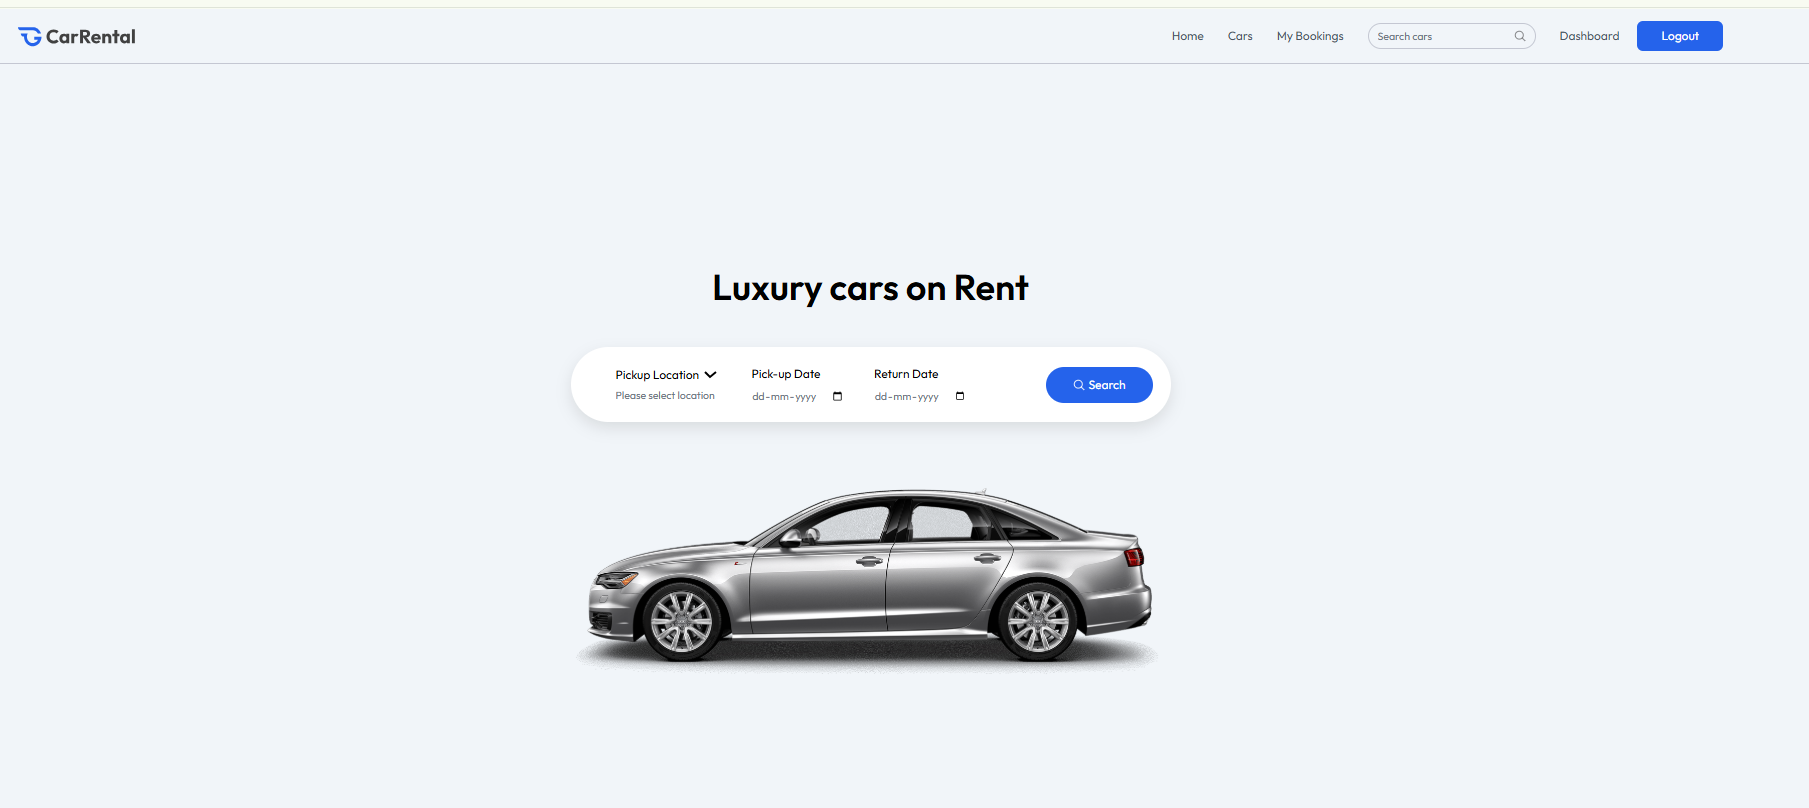 CarRental
Home
Cars
My Bookings
Search cars
Dashboard
Logout
Luxury cars on Rent
Pickup Location
Please select location
Pick-up Date
dd-mm-yyyy
Return Date
dd-mm-yyyy
Search